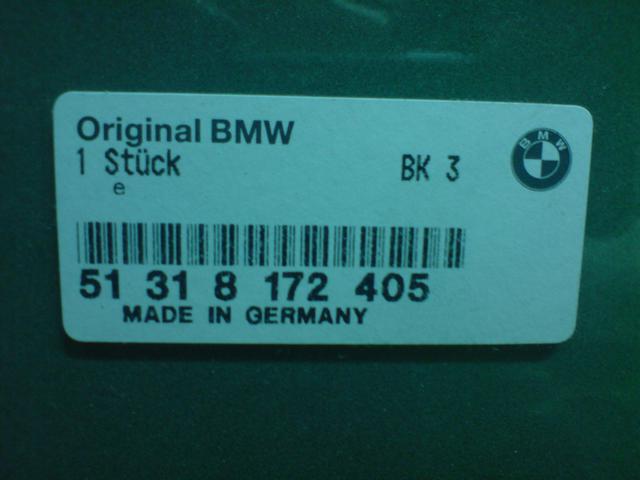 Original BMW
1 Stück
BK 3
e
BMW
51 31 8 172 405
MADE IN GERMANY